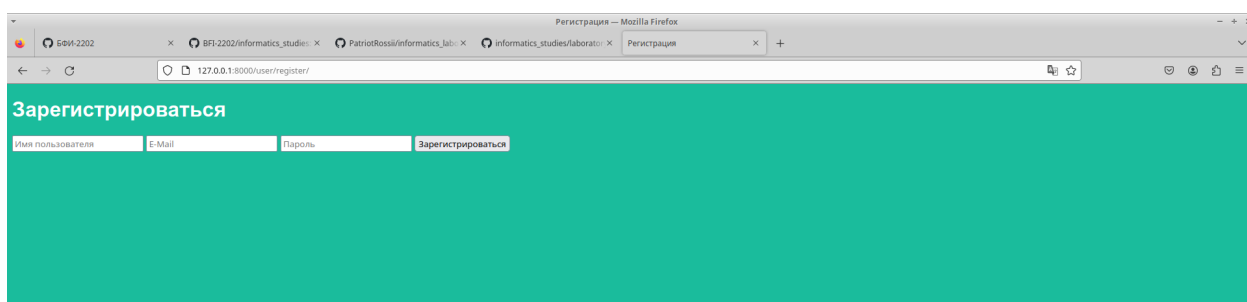 Регистрация — Mozilla Firefox
БФИ-2202
BFI-2202/informatics_studies:
PatriotRossii/informatics_labo
informatics_studies/laborator
Регистрация
127.0.0.1:8000/user/register/
Зарегистрироваться
Имя пользователя
E-Mail
Пароль
Зарегистрироваться